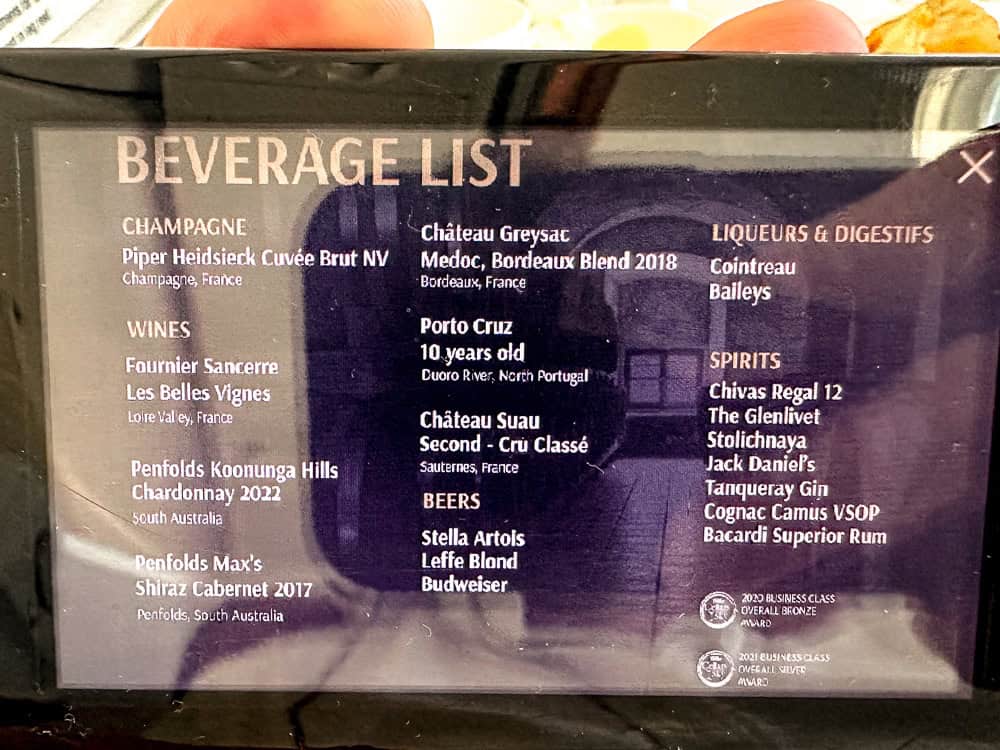 BEVERAGE LIST
CHAMPAGNE
Piper Heidsieck Cuvée Brut NV
Champagne, France
WINES
Fournier Sancerre
Les Belles Vignes
Loire Valley, France
Penfolds Koonunga Hills
Chardonnay 2022
South Australia
Penfolds Max's
Shiraz Cabernet 2017
Penfolds, South Australia
Château Greysac
Medoc, Bordeaux Blend 2018
Bordeaux, France
Porto Cruz
10 years old
Duoro River, North Portugal
Château Suau
Second - Cru Classé
Sauternes, France
BEERS
Stella Artois
Leffe Blond
Budweiser
LIQUEURS & DIGESTIFS
Cointreau
Baileys
SPIRITS
Chivas Regal 12
The Glenlivet
Stolichnaya
Jack Daniel's
Tanqueray Gin
Cognac Camus VSOP
Bacardi Superior Rum
2020 BUSINESS CLASS
OVERALL BRONZE
AWARD
2021 BUSINESS CLASS
OVERALL SILVER
AWARD